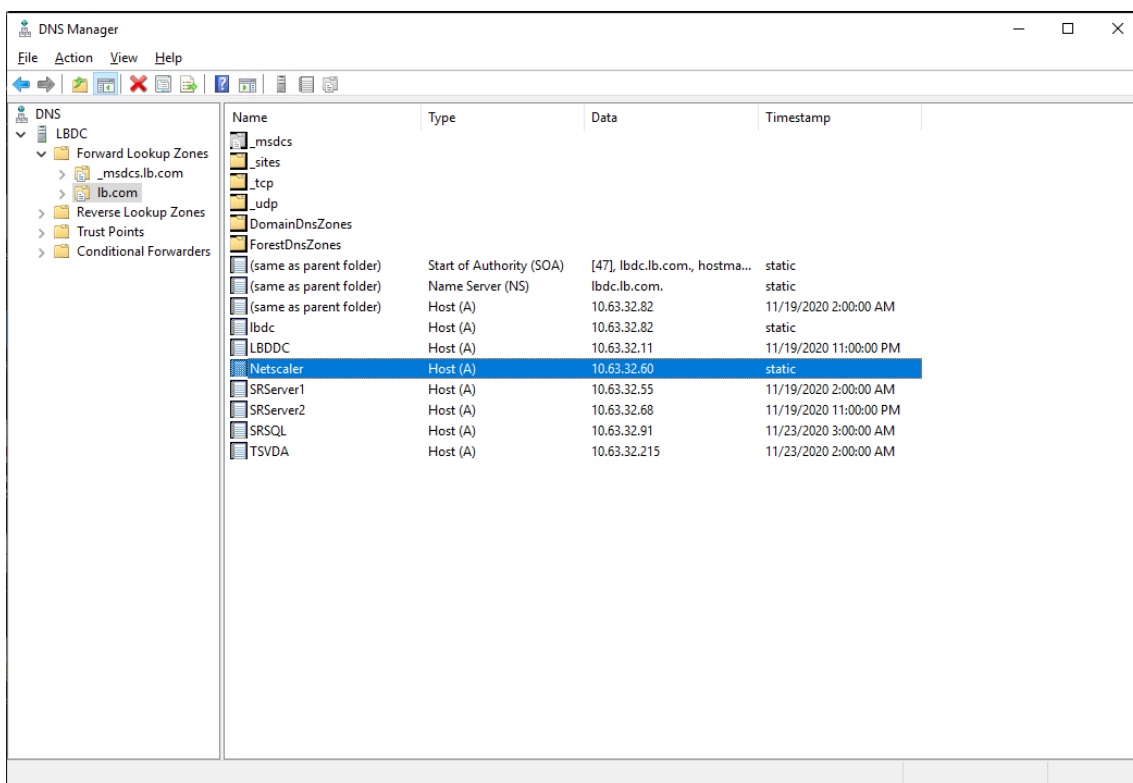 DNS Manager
File Action View Help
DNS
LBDC
Forward Lookup Zones
_msdcs.lb.com
lb.com
Reverse Lookup Zones
Trust Points
Conditional Forwarders
Name Type Data Timestamp
_msdcs
_sites
_tcp
_udp
DomainDnsZones
ForestDnsZones
(same as parent folder) Start of Authority (SOA) [47], lbdc.lb.com., hostma... static
(same as parent folder) Name Server (NS) lbdc.lb.com. static
(same as parent folder) Host (A) 10.63.32.82 11/19/2020 2:00:00 AM
lbdc Host (A) 10.63.32.82 static
LBDDC Host (A) 10.63.32.11 11/19/2020 11:00:00 PM
Netscaler Host (A) 10.63.32.60 static
SRServer1 Host (A) 10.63.32.55 11/19/2020 2:00:00 AM
SRServer2 Host (A) 10.63.32.68 11/19/2020 11:00:00 PM
SRSQL Host (A) 10.63.32.91 11/23/2020 3:00:00 AM
TSVDA Host (A) 10.63.32.215 11/23/2020 2:00:00 AM